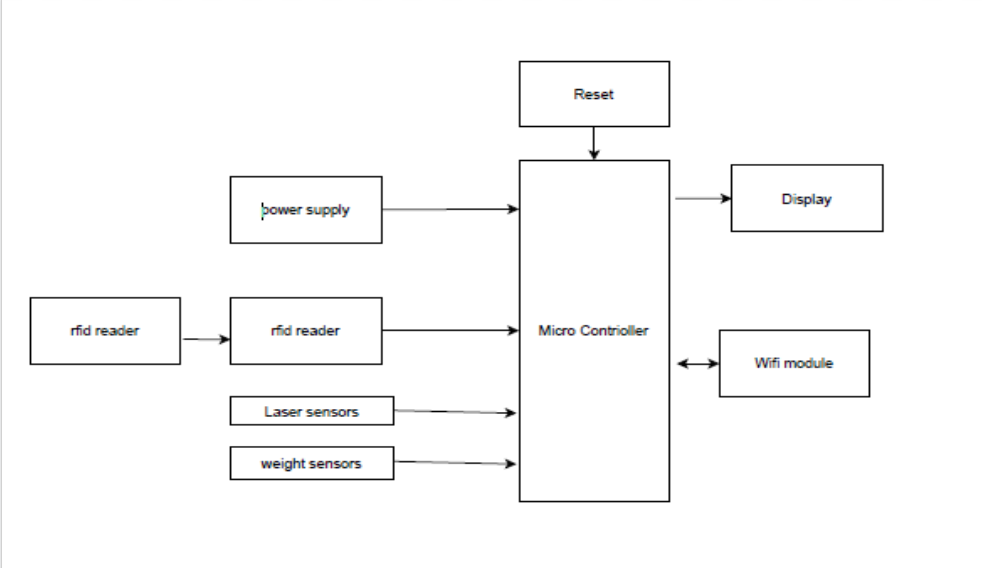 Reset
power supply
Display
rfid reader
rfid reader
Micro Contrioller
Wifi module
Laser sensors
weight sensors